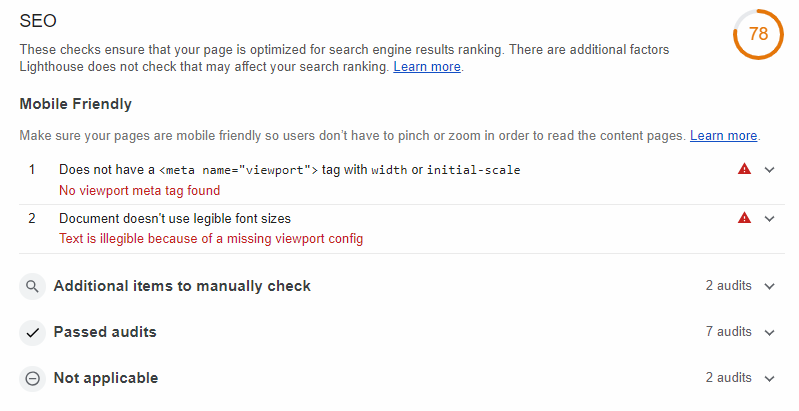 SEO
78
These checks ensure that your page is optimized for search engine results ranking. There are additional factors
Lighthouse does not check that may affect your search ranking. Learn more.
Mobile Friendly
Make sure your pages are mobile friendly so users don’t have to pinch or zoom in order to read the content pages. Learn more.
1 Does not have a <meta name="viewport"> tag with width or initial-scale
No viewport meta tag found
2 Document doesn’t use legible font sizes
Text is illegible because of a missing viewport config
Additional items to manually check 2 audits
Passed audits 7 audits
Not applicable 2 audits